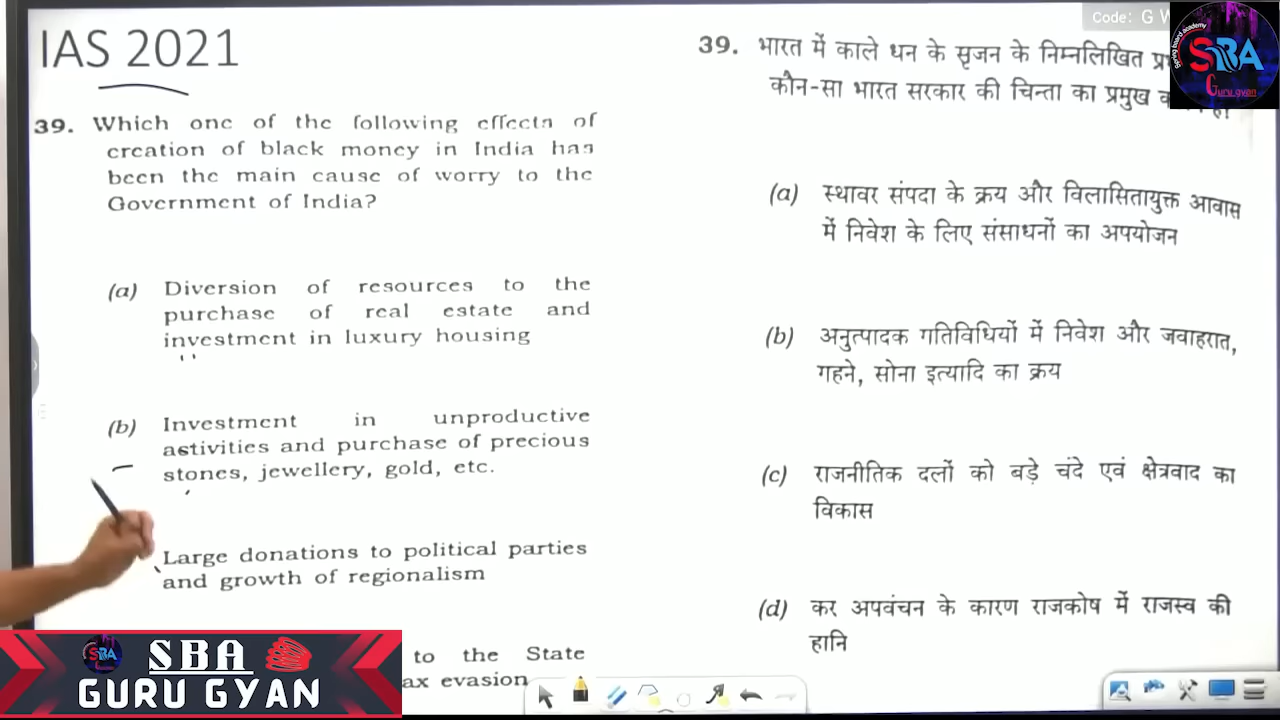 IAS 2021
39. Which one of the following effects of
creation of black money in India has
been the main cause of worry to the
Government of India?
(a) Diversion of resources to the
purchase of real estate and
investment in luxury housing
(b) Investment in unproductive
activities and purchase of precious
stones, jewellery, gold, etc.
Large donations to political parties
and growth of regionalism
to the State
ax evasion
Code: G
39. भारत में काले धन के सृजन के निम्नलिखित
कौन-सा भारत सरकार की चिन्ता का प्रमुख
(a) स्थावर संपदा के क्रय और विलासितायुक्त आवास
में निवेश के लिए संसाधनों का अपयोजन
(b) अनुत्पादक गतिविधियों में निवेश और जवाहरात,
गहने, सोना इत्यादि का क्रय
(c) राजनीतिक दलों को बड़े चंदे एवं क्षेत्रवाद का
विकास
(d) कर अपवंचन के कारण राजकोष में राजस्व की
हानि
SBA
Guru gyan
SBA
SBA
GURU GYAN